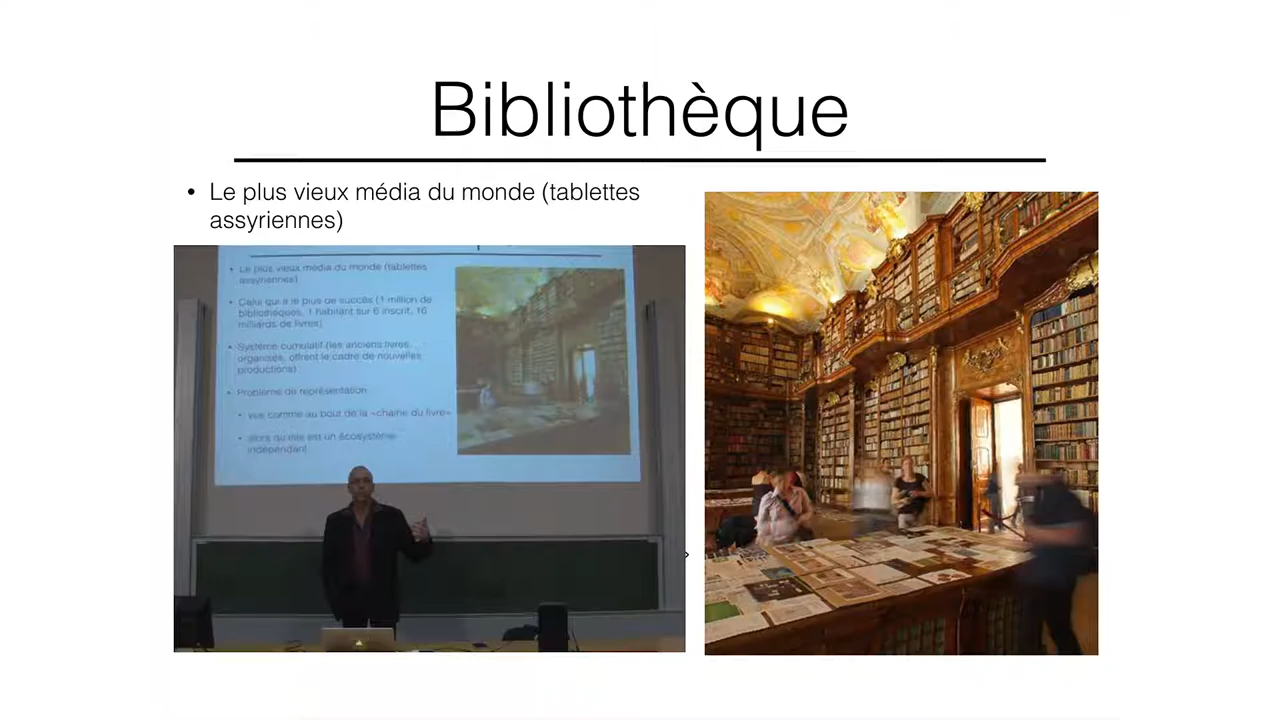 Bibliothèque
• Le plus vieux média du monde (tablettes
assyriennes)
• Le plus vieux média du monde (tablettes
assyriennes)
• Celui qui a le plus de succès (1 million de
bibliothèques, 1 habitant sur 6 inscrit, 16
milliards de livres)
• Système cumulatif (les anciens livres,
organisés, offrent le cadre de nouvelles
productions)
• Problème de représentation
• vue comme au bout de la «chaîne du livre»
• alors qu'elle est un écosystème
indépendant